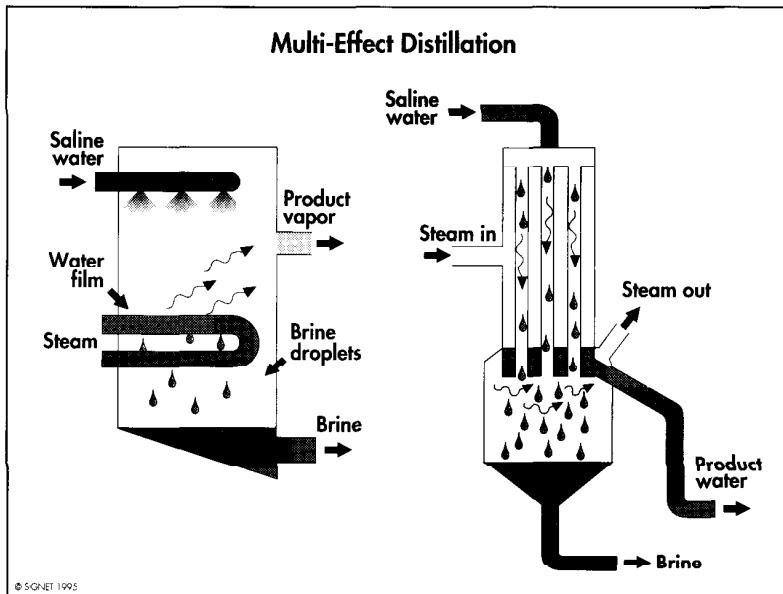 Multi-Effect Distillation
Saline
water
Product
vapor
Water
film
Steam
Brine
droplets
Brine
Saline
water
Steam in
Steam out
Product
water
Brine
© SIGNET 1995